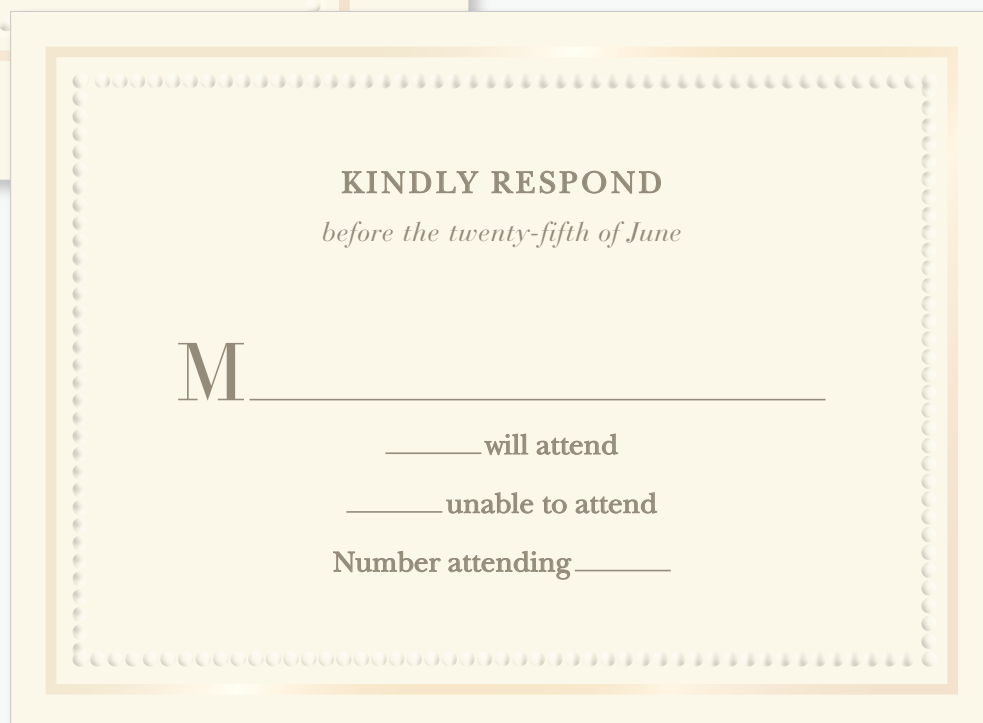 KINDLY RESPOND
before the twenty-fifth of June
M
will attend
unable to attend
Number attending